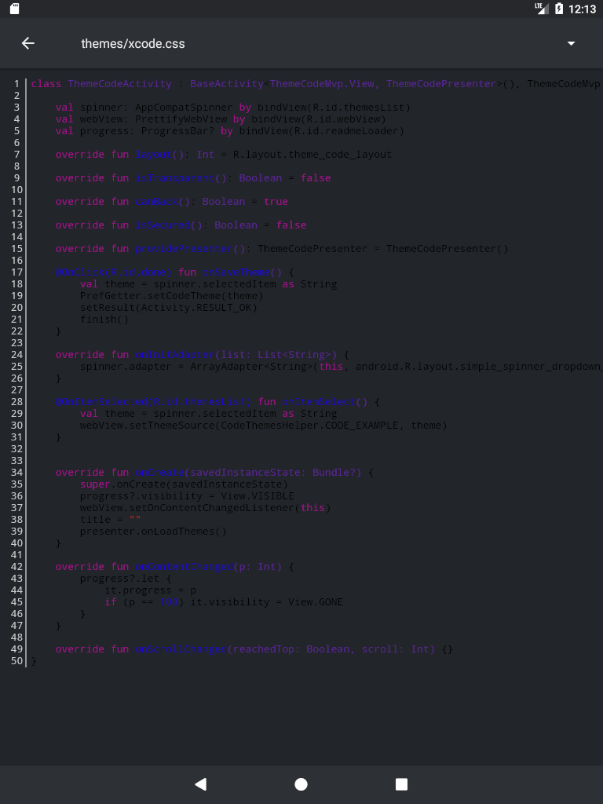 LTE 12:13
themes/xcode.css
1 class ThemeCodeActivity : BaseActivity<ThemeCodeMvp.View, ThemeCodePresenter>(), ThemeCodeMvp
2
3 val spinner: AppCompatSpinner by bindView(R.id.themesList)
4 val webView: PrettifyWebView by bindView(R.id.webView)
5 val progress: ProgressBar? by bindView(R.id.readmeLoader)
6
7 override fun layout(): Int = R.layout.theme_code_layout
8
9 override fun isTransparent(): Boolean = false
10
11 override fun canBack(): Boolean = true
12
13 override fun isSecured(): Boolean = false
14
15 override fun providePresenter(): ThemeCodePresenter = ThemeCodePresenter()
16
17 @OnClick(R.id.done) fun onSaveTheme() {
18 val theme = spinner.selectedItem as String
19 PrefGetter.setCodeTheme(theme)
20 setResult(Activity.RESULT_OK)
21 finish()
22 }
23
24 override fun (list: List<String>) {
25 spinner.adapter = ArrayAdapter<String>(this, android.R.layout.simple_spinner_dropdown_
26 }
27
28 @OnItemSelected(R.id.themesList) fun onItemSelect() {
29 val theme = spinner.selectedItem as String
30 webView.setThemeSource(CodeThemesHelper.CODE_EXAMPLE, theme)
31 }
32
33
34 override fun onCreate(savedInstanceState: Bundle?) {
35 super.onCreate(savedInstanceState)
36 progress?.visibility = View.VISIBLE
37 webView.setOnContentChangedListener(this)
38 title = ""
39 presenter.onLoadThemes()
40 }
41
42 override fun onContentChanged(p: Int) {
43 progress?.let {
44 it.progress = p
45 if (p == 100) it.visibility = View.GONE
46 }
47 }
48
49 override fun onScrollChanged(reachedTop: Boolean, scroll: Int) {}
50 }